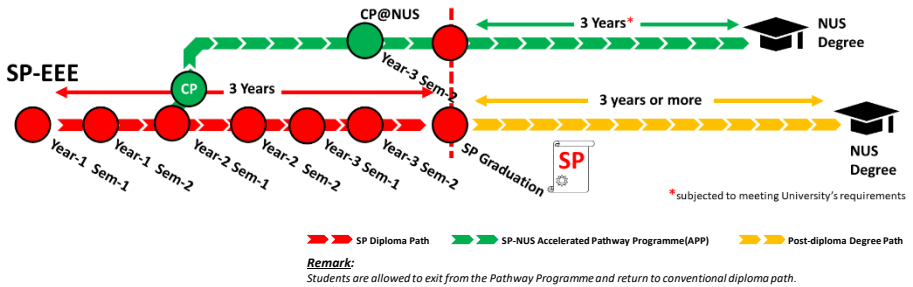 CP@NUS
3 Years*
NUS
Degree
Year-3 Sem-2
SP-EEE
CP
3 Years
3 years or more
Year-1 Sem-1
Year-1 Sem-2
Year-2 Sem-1
Year-2 Sem-2
Year-3 Sem-1
Year-3 Sem-2
SP Graduation
SP
NUS
Degree
*subjected to meeting University's requirements
SP Diploma Path
SP-NUS Accelerated Pathway Programme(APP)
Post-diploma Degree Path
Remark:
Students are allowed to exit from the Pathway Programme and return to conventional diploma path.